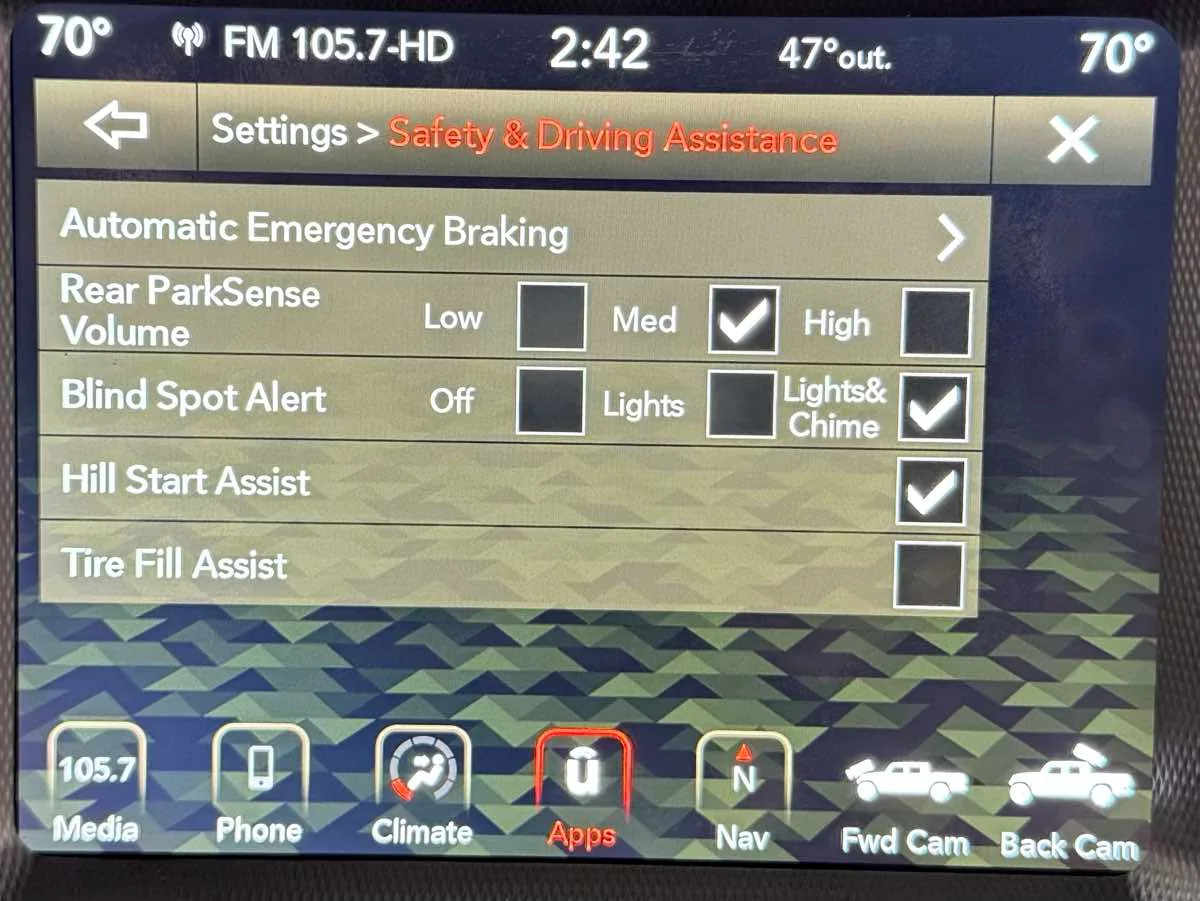 70° FM 105.7-HD 2:42 47°out. 70°
Settings > Safety & Driving Assistance
Automatic Emergency Braking
Rear ParkSense
Volume
Low Med High
Blind Spot Alert Off Lights Lights&
Chime
Hill Start Assist
Tire Fill Assist
105.7 u N
Media Phone Climate Apps Nav Fwd Cam Back Cam